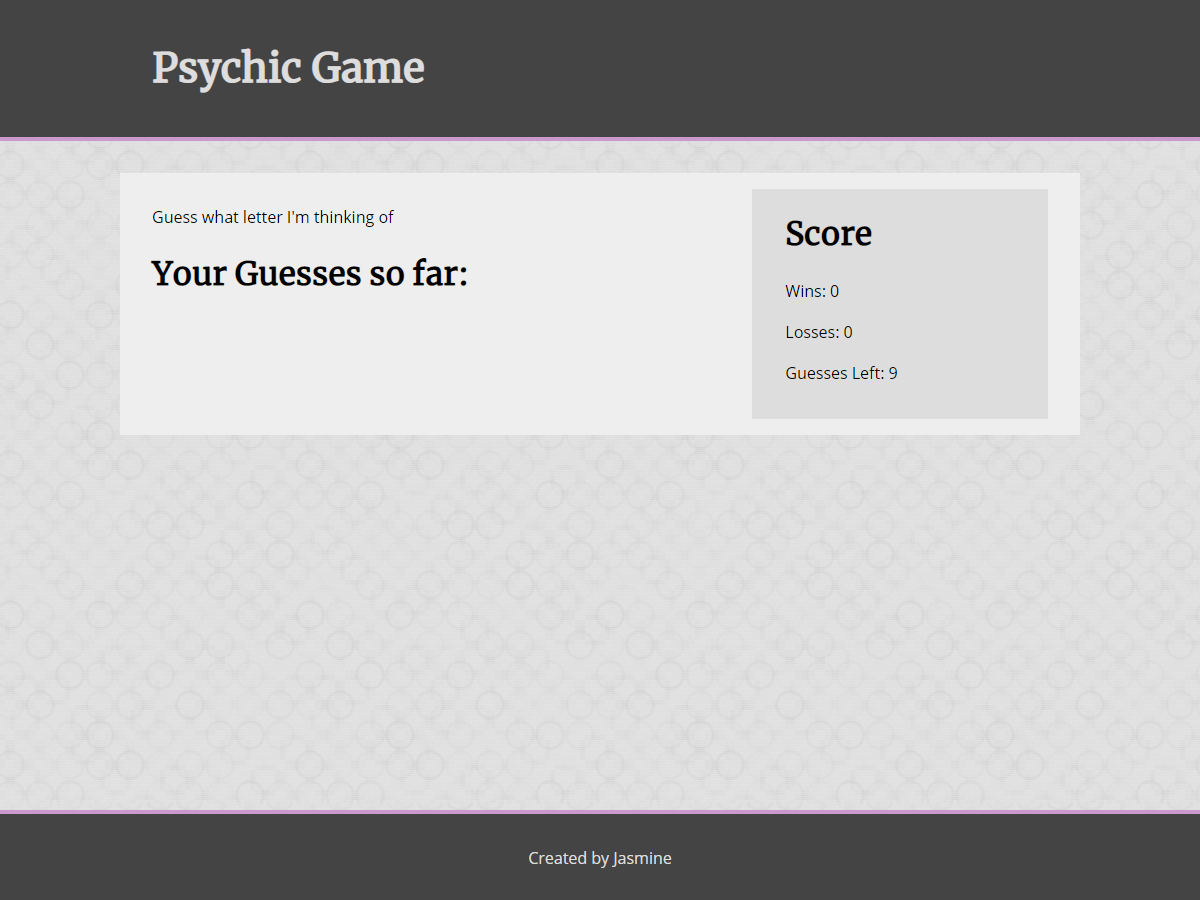 Psychic Game
Guess what letter I'm thinking of
Your Guesses so far:
Score
Wins: 0
Losses: 0
Guesses Left: 9
Created by Jasmine